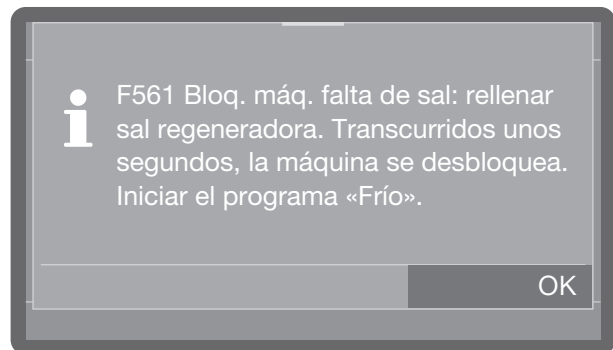 F561 Bloq. máq. falta de sal: rellenar
sal regeneradora. Transcurridos unos
segundos, la máquina se desbloquea.
Iniciar el programa «Frío».
OK